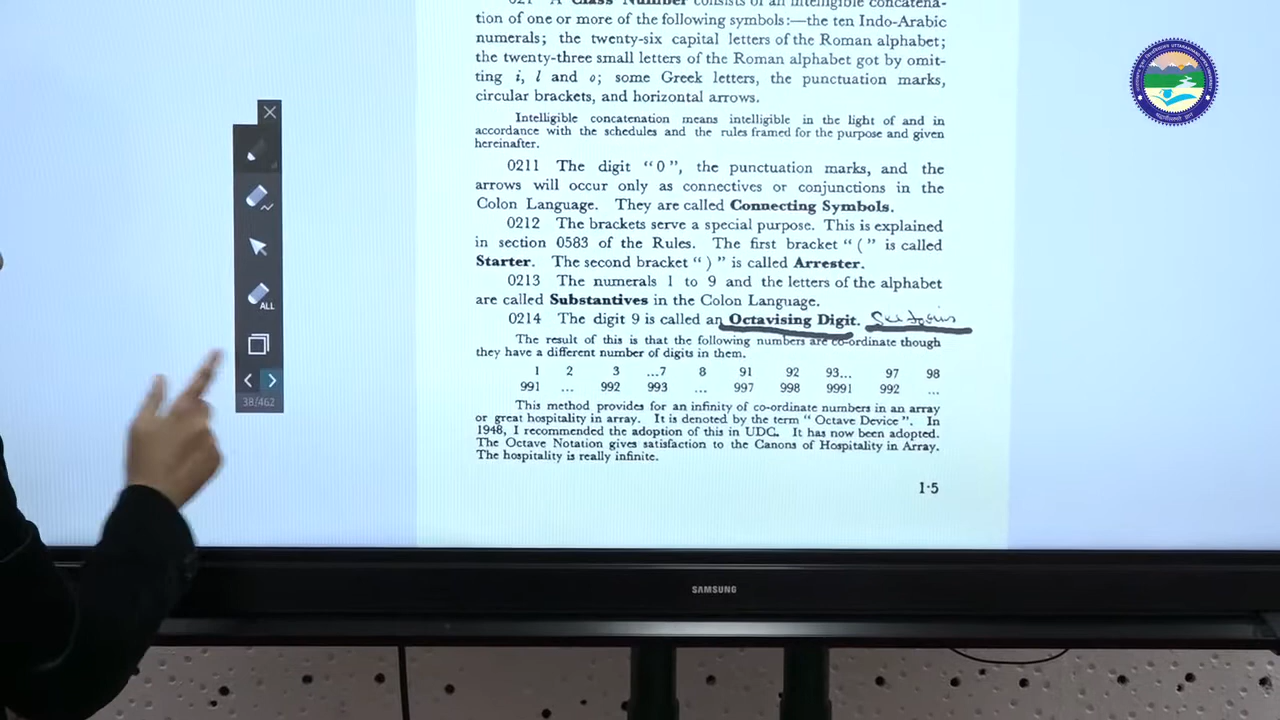 021 A Class Number consists of an intelligible concatena-
tion of one or more of the following symbols:—the ten Indo-Arabic
numerals; the twenty-six capital letters of the Roman alphabet;
the twenty-three small letters of the Roman alphabet got by omit-
ting i, l and o; some Greek letters, the punctuation marks,
circular brackets, and horizontal arrows.
Intelligible concatenation means intelligible in the light of and in
accordance with the schedules and the rules framed for the purpose and given
hereinafter.
0211 The digit "0", the punctuation marks, and the
arrows will occur only as connectives or conjunctions in the
Colon Language. They are called Connecting Symbols.
0212 The brackets serve a special purpose. This is explained
in section 0583 of the Rules. The first bracket "(" is called
Starter. The second bracket ")" is called Arrester.
0213 The numerals 1 to 9 and the letters of the alphabet
are called Substantives in the Colon Language.
0214 The digit 9 is called an Octavising Digit.
The result of this is that the following numbers are co-ordinate though
they have a different number of digits in them.
1 2 3 ...7 8 91 92 93... 97 98
991 ... 992 993 ... 997 998 9991 992 ...
This method provides for an infinity of co-ordinate numbers in an array
or great hospitality in array. It is denoted by the term "Octave Device". In
1948, I recommended the adoption of this in UDC. It has now been adopted.
The Octave Notation gives satisfaction to the Canons of Hospitality in Array.
The hospitality is really infinite.
1·5
ALL
38/462
SAMSUNG